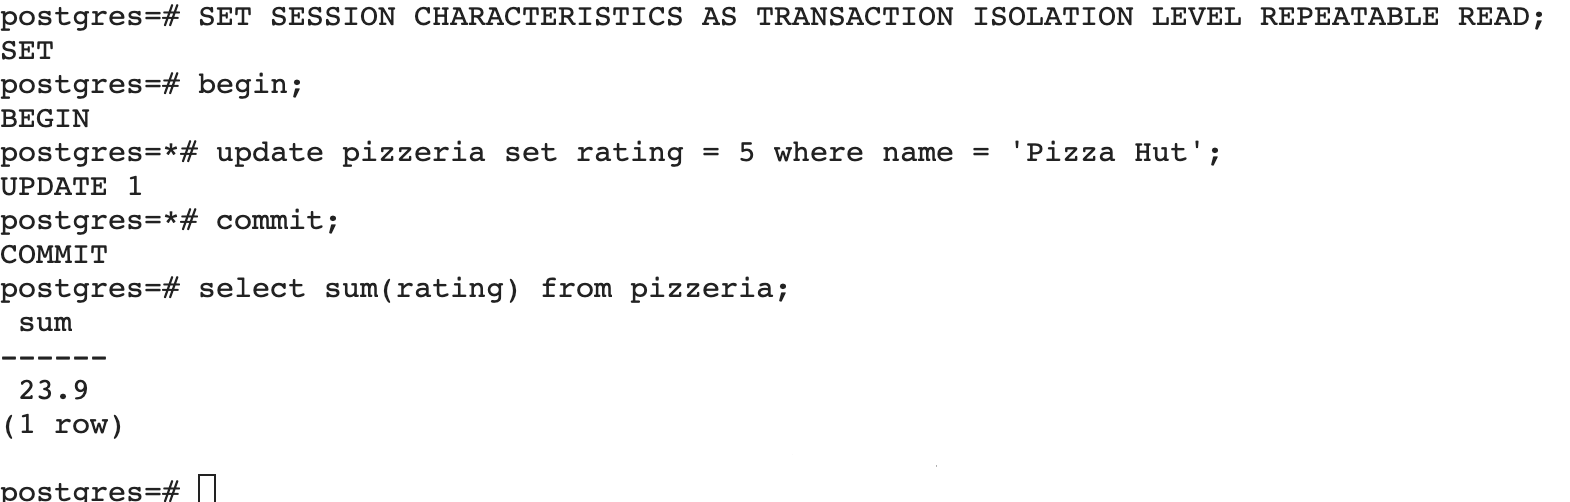 postgres=# SET SESSION CHARACTERISTICS AS TRANSACTION ISOLATION LEVEL REPEATABLE READ;
SET
postgres=# begin;
BEGIN
postgres=*# update pizzeria set rating = 5 where name = 'Pizza Hut';
UPDATE 1
postgres=*# commit;
COMMIT
postgres=# select sum(rating) from pizzeria;
 sum
------
 23.9
(1 row)

postgres=#